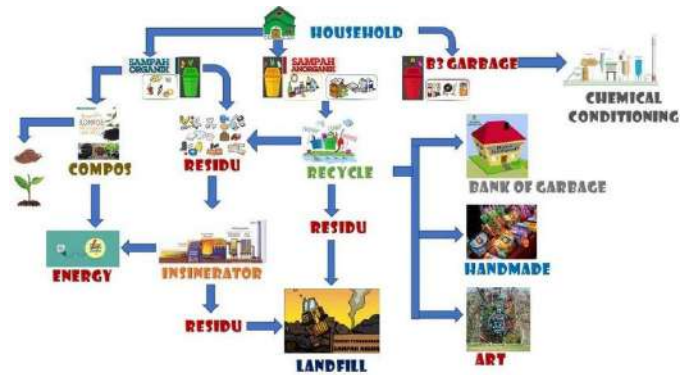 HOUSEHOLD
SAMPAH
ORGANIK
SAMPAH
ANORGANIK
B3 GARBAGE
CHEMICAL
CONDITIONING
KOMPOS
COMPOS
RESIDU
RECYCLE
BANK OF GARBAGE
RESIDU
HANDMADE
ENERGY
INSINERATOR
RESIDU
LANDFILL
ART